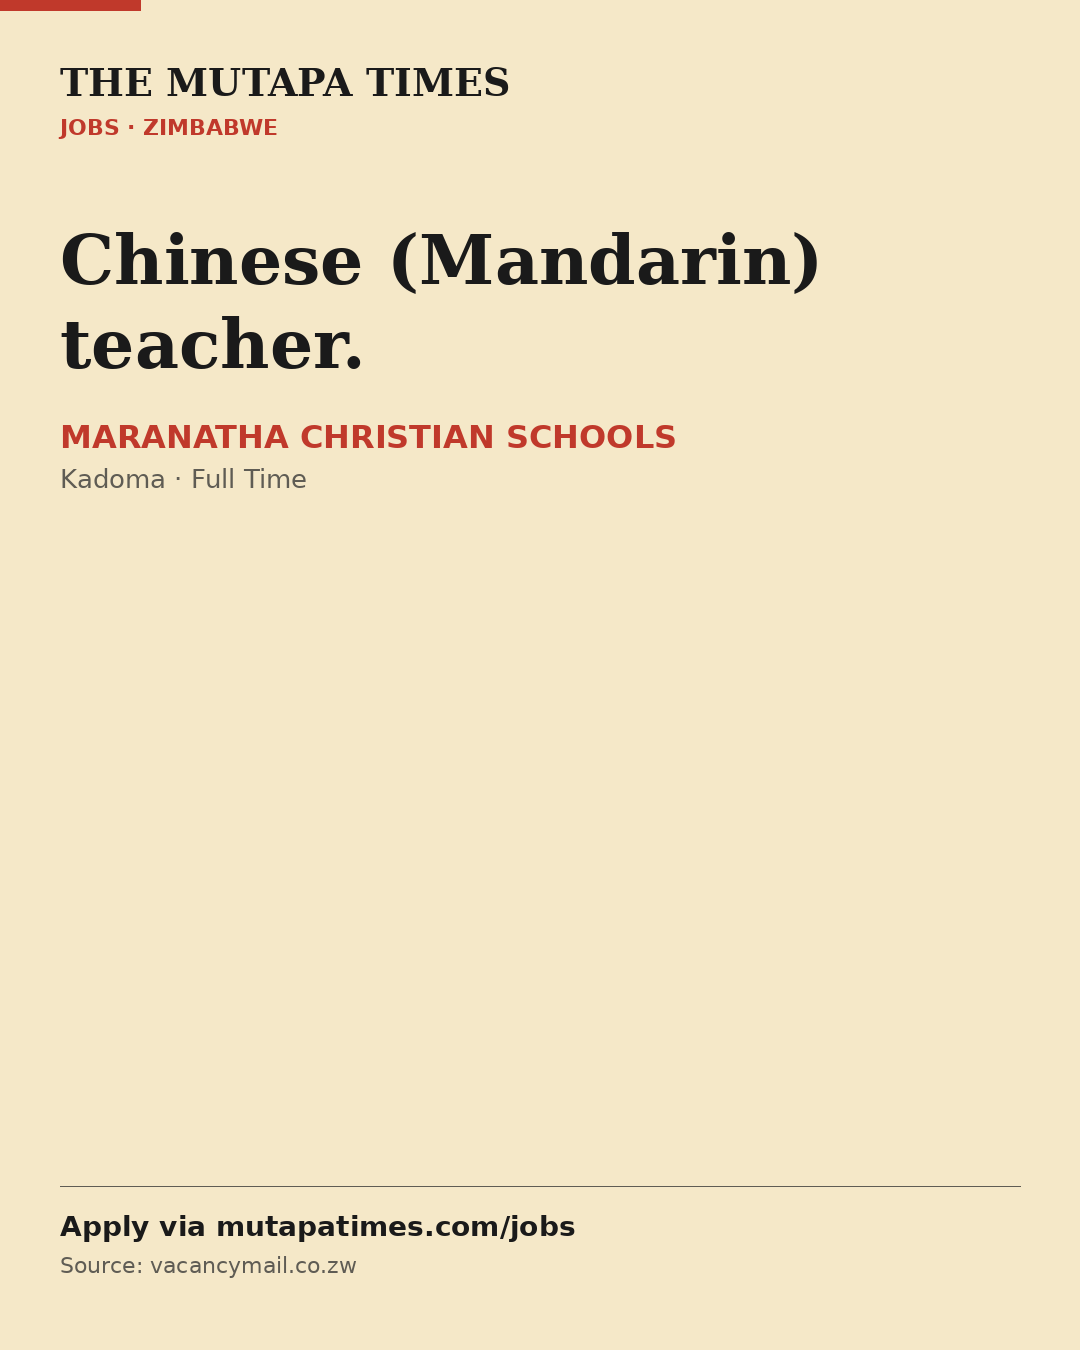 THE MUTAPA TIMES
JOBS · ZIMBABWE
Chinese (Mandarin)
teacher.
MARANATHA CHRISTIAN SCHOOLS
Kadoma · Full Time
Apply via mutapatimes.com/jobs
Source: vacancymail.co.zw